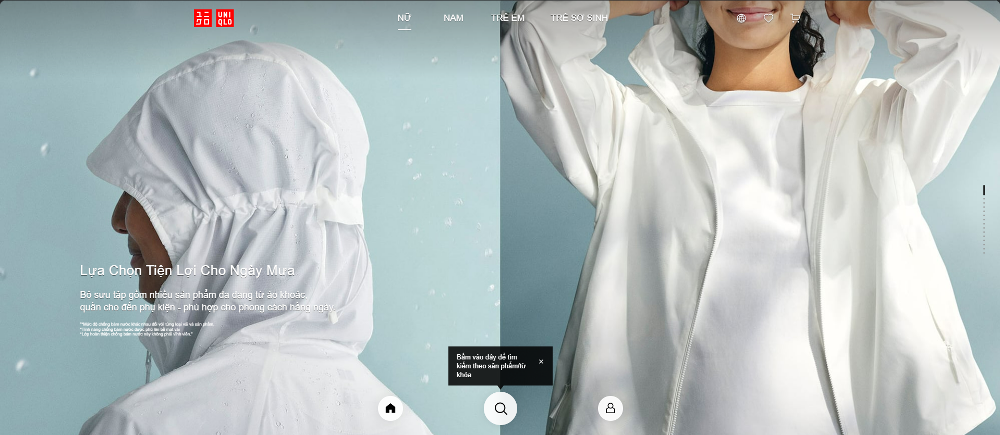 ユニ
クロ
UNI
QLO
NỮ
NAM
TRẺ EM
TRẺ SƠ SINH
Lựa Chọn Tiện Lợi Cho Ngày Mưa
Bộ sưu tập gồm nhiều sản phẩm đa dạng từ áo khoác,
quần cho đến phụ kiện - phù hợp cho phong cách hằng ngày.
"*Mức độ chống bám nước khác nhau đối với từng loại vải và sản phẩm.
*Tính năng chống bám nước được phủ lên bề mặt vải
*Lớp hoàn thiện chống bám nước này không phải vĩnh viễn."
Bấm vào đây để tìm
kiếm theo sản phẩm/từ
khóa